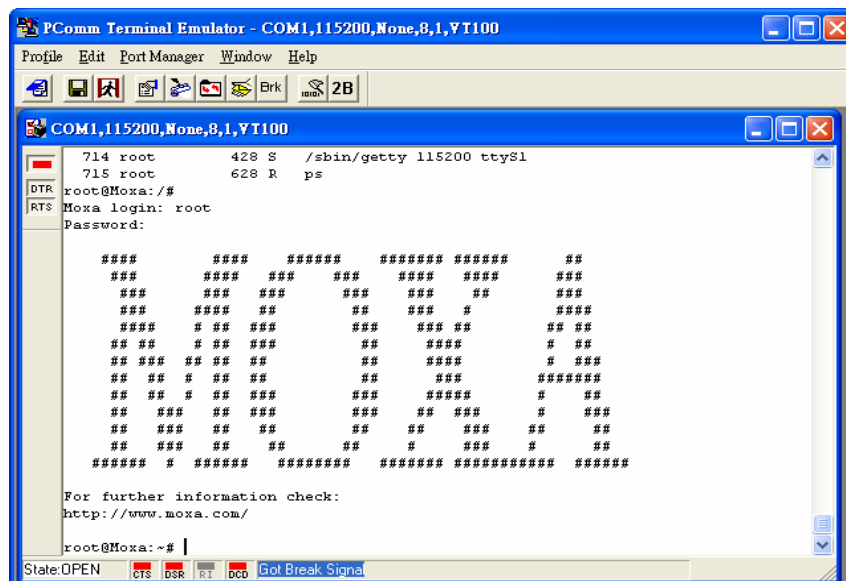 PComm Terminal Emulator - COM1,115200,None,8,1,VT100
Profile Edit Port Manager Window Help
Brk 2B
COM1,115200,None,8,1,VT100
714 root 428 S /sbin/getty 115200 ttyS1
715 root 628 R ps
DTR root@Moxa:/#
RTS Moxa login: root
Password:
MOXA
For further information check:
http://www.moxa.com/
root@Moxa:~#
State:OPEN CTS DSR RI DCD Got Break Signal